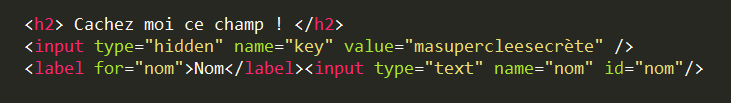 <h2> Cachez moi ce champ ! </h2>
<input type="hidden" name="key" value="masupercleesecrète" />
<label for="nom">Nom</label><input type="text" name="nom" id="nom"/>